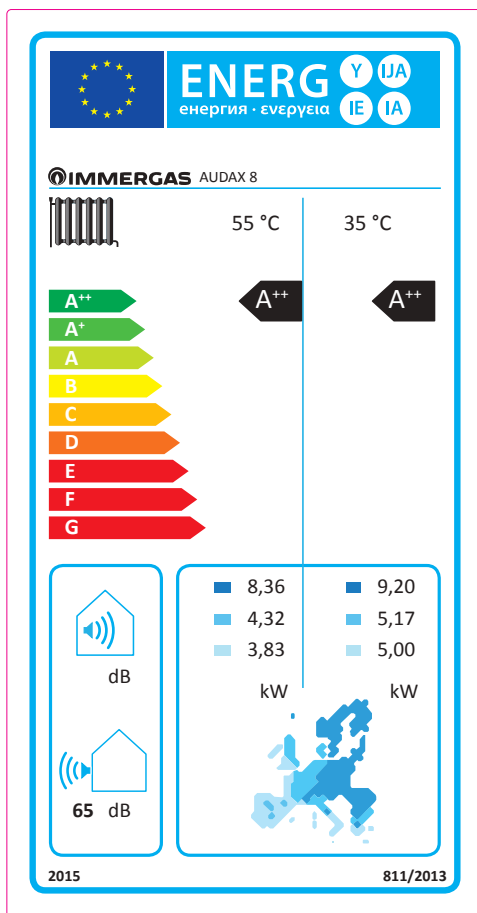 ENERG Y IJA
енергия · ενεργεια IE IA
IMMERGAS AUDAX 8
55 °C 35 °C
A++ A++ A++
A+
A
B
C
D
E
F
G
8,36 9,20
4,32 5,17
3,83 5,00
dB kW kW
65 dB
2015 811/2013